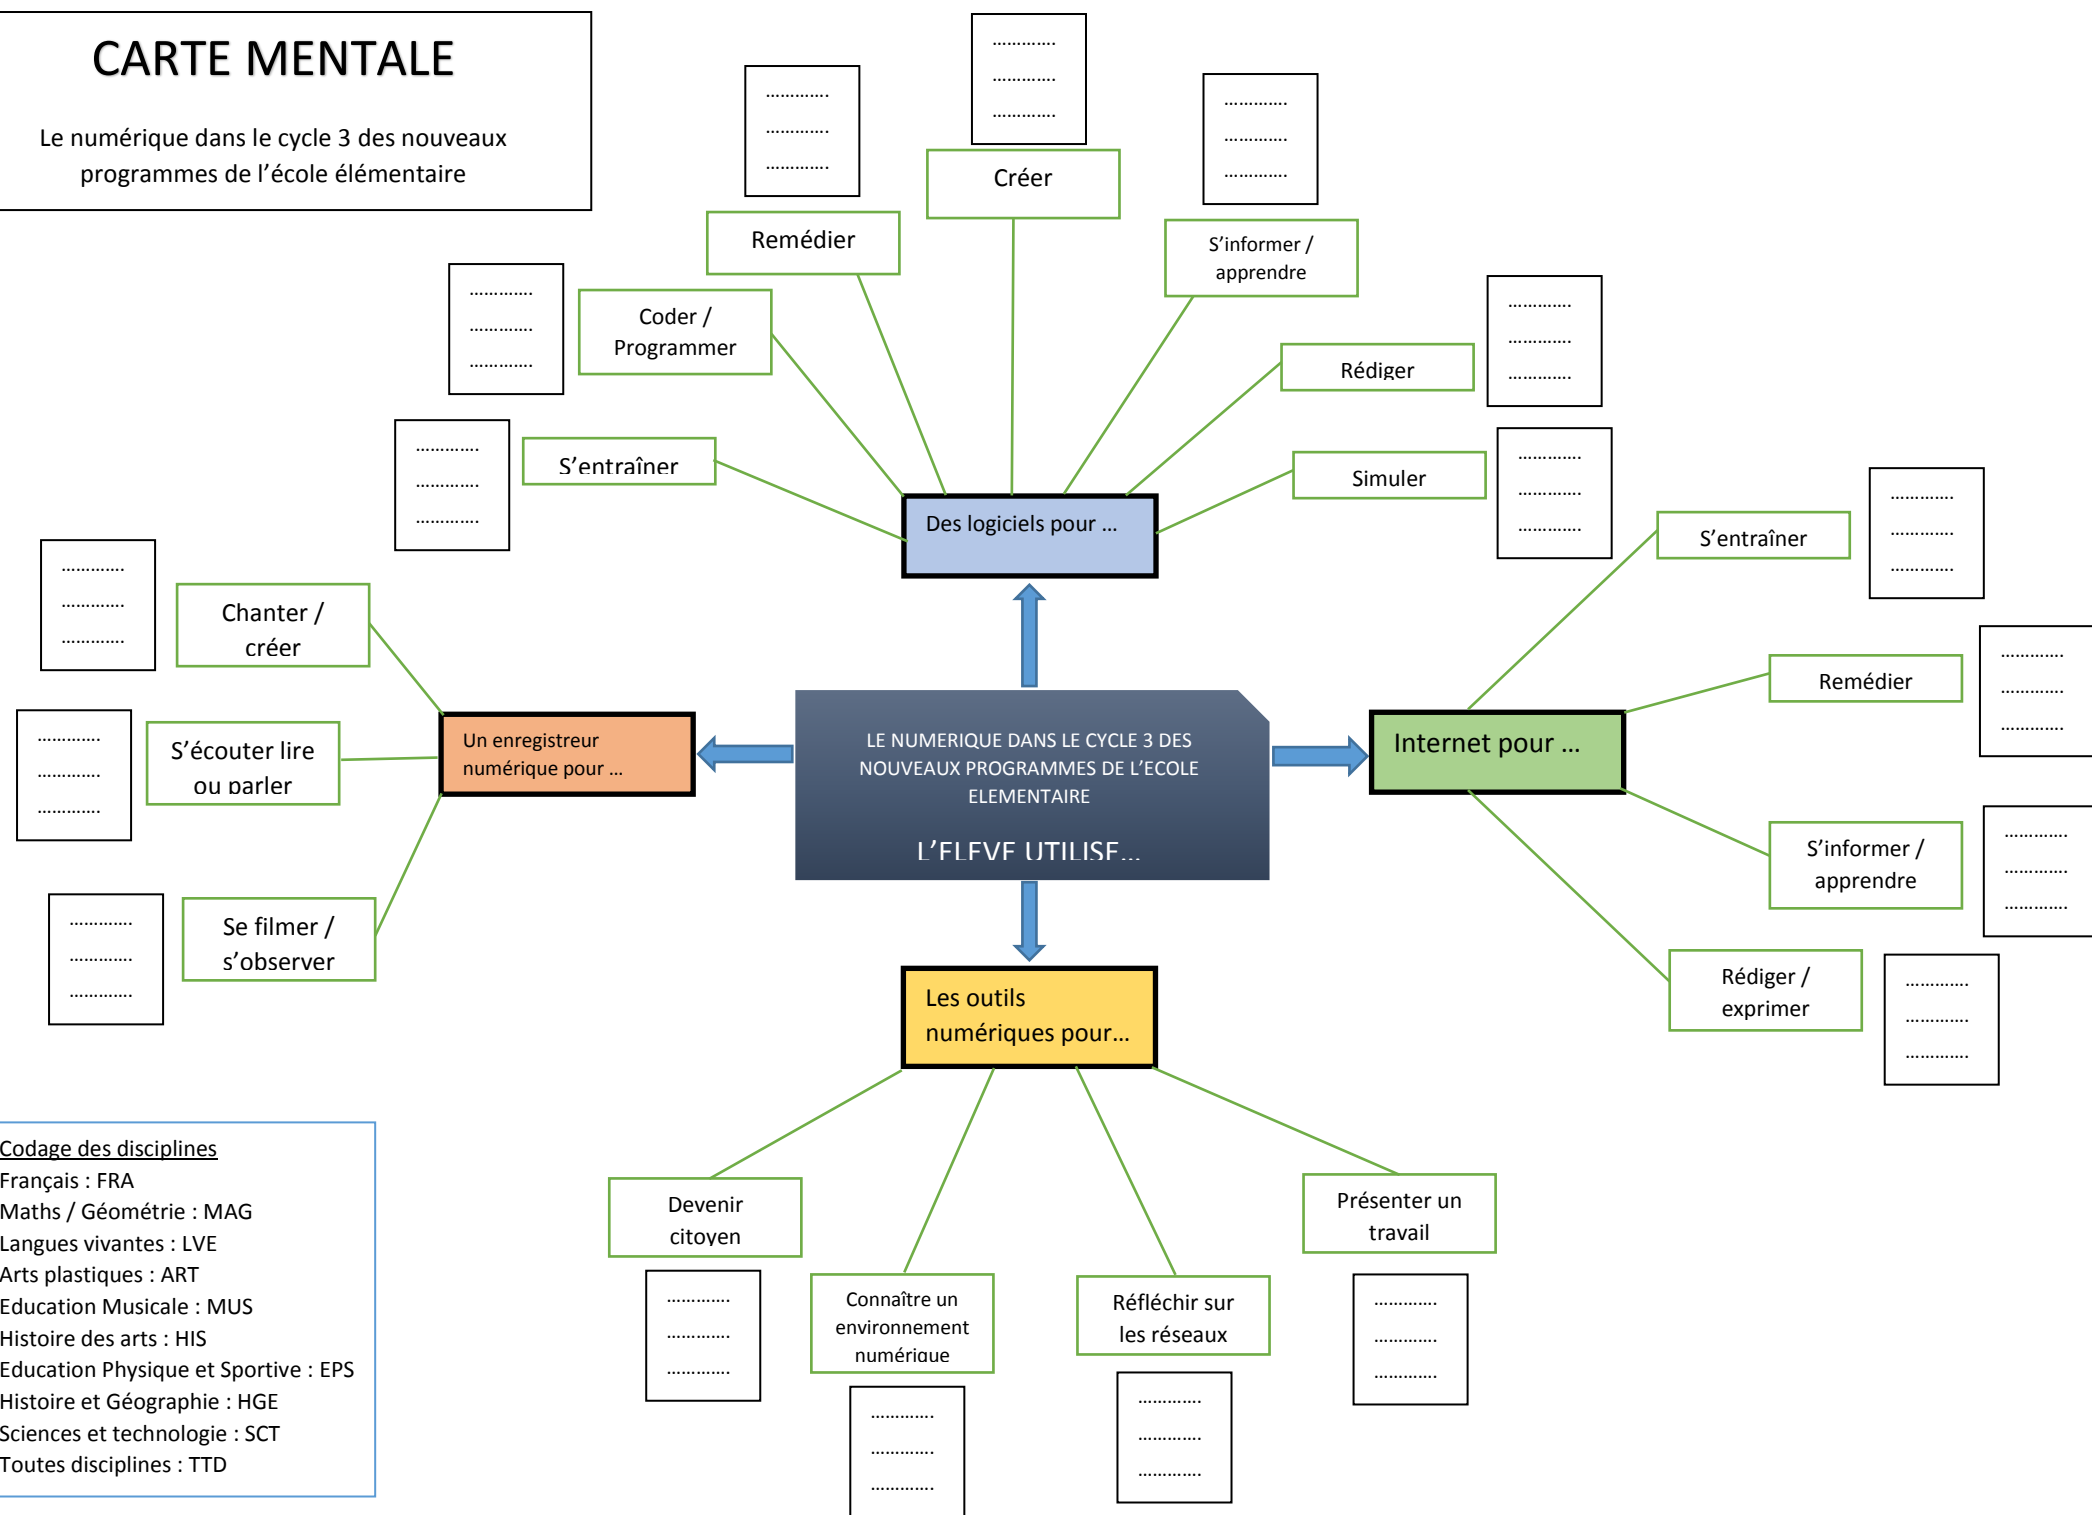 CARTE MENTALE
Le numérique dans le cycle 3 des nouveaux
programmes de l’école élémentaire
………….
………….
………….
Créer
………….
………….
………….
Remédier
………….
………….
………….
S’informer /
apprendre
………….
………….
………….
Coder /
Programmer
………….
………….
………….
Rédiger
………….
………….
………….
S’entraîner
………….
………….
………….
Simuler
Des logiciels pour …
………….
………….
………….
S’entraîner
………….
………….
………….
Chanter /
créer
………….
………….
………….
Remédier
………….
………….
………….
S’écouter lire
ou parler
Un enregistreur
numérique pour …
LE NUMERIQUE DANS LE CYCLE 3 DES
NOUVEAUX PROGRAMMES DE L’ECOLE
ELEMENTAIRE
L’ELEVE UTILISE…
Internet pour …
………….
………….
………….
S’informer /
apprendre
………….
………….
………….
Se filmer /
s’observer
………….
………….
………….
Rédiger /
exprimer
………….
………….
………….
Les outils
numériques pour…
Devenir
citoyen
………….
………….
………….
Connaître un
environnement
numérique
………….
………….
………….
Réfléchir sur
les réseaux
………….
………….
………….
Présenter un
travail
………….
………….
………….
Codage des disciplines
Français : FRA
Maths / Géométrie : MAG
Langues vivantes : LVE
Arts plastiques : ART
Education Musicale : MUS
Histoire des arts : HIS
Education Physique et Sportive : EPS
Histoire et Géographie : HGE
Sciences et technologie : SCT
Toutes disciplines : TTD